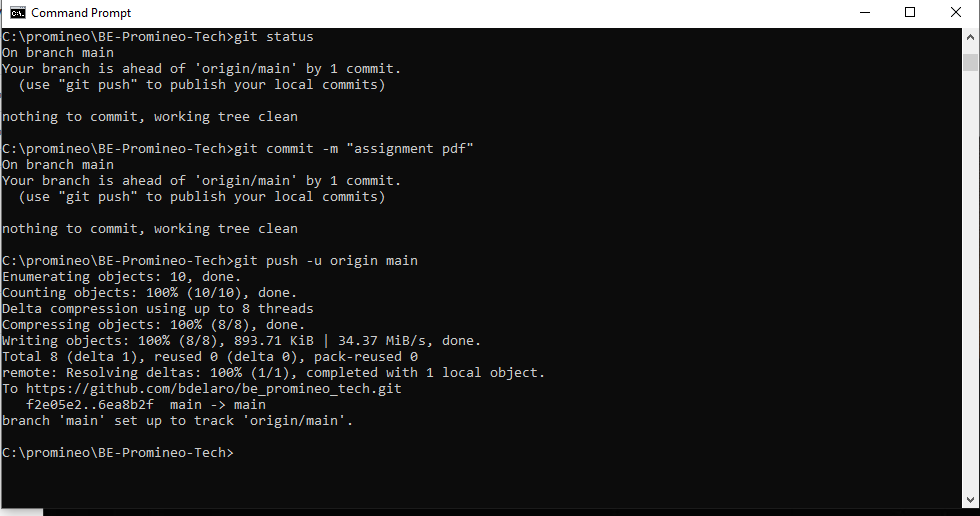 Command Prompt
C:\promineo\BE-Promineo-Tech>git status
On branch main
Your branch is ahead of 'origin/main' by 1 commit.
  (use "git push" to publish your local commits)
nothing to commit, working tree clean
C:\promineo\BE-Promineo-Tech>git commit -m "assignment pdf"
On branch main
Your branch is ahead of 'origin/main' by 1 commit.
  (use "git push" to publish your local commits)
nothing to commit, working tree clean
C:\promineo\BE-Promineo-Tech>git push -u origin main
Enumerating objects: 10, done.
Counting objects: 100% (10/10), done.
Delta compression using up to 8 threads
Compressing objects: 100% (8/8), done.
Writing objects: 100% (8/8), 893.71 KiB | 34.37 MiB/s, done.
Total 8 (delta 1), reused 0 (delta 0), pack-reused 0
remote: Resolving deltas: 100% (1/1), completed with 1 local object.
To https://github.com/bdelaro/be_promineo_tech.git
   f2e05e2..6ea8b2f  main -> main
branch 'main' set up to track 'origin/main'.
C:\promineo\BE-Promineo-Tech>